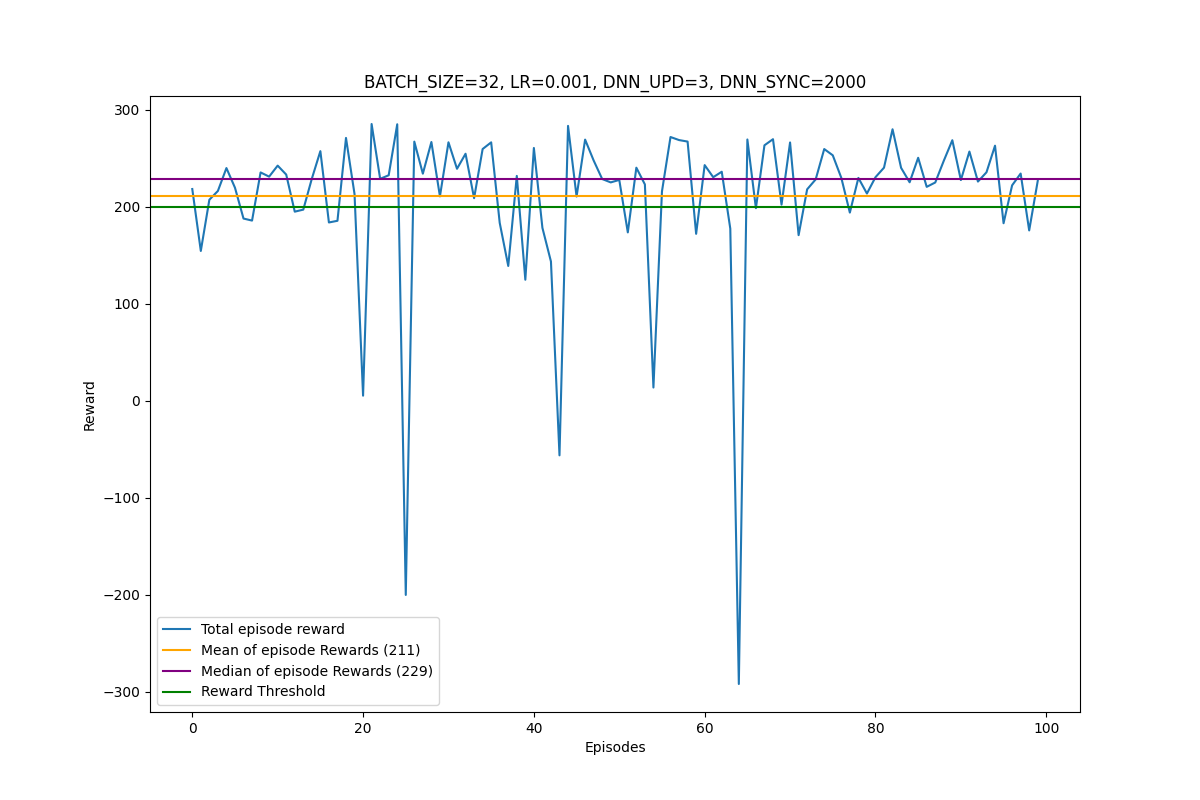 BATCH_SIZE=32, LR=0.001, DNN_UPD=3, DNN_SYNC=2000
300
200
100
0
−100
−200
−300
Reward
Total episode reward
Mean of episode Rewards (211)
Median of episode Rewards (229)
Reward Threshold
0 20 40 60 80 100
Episodes